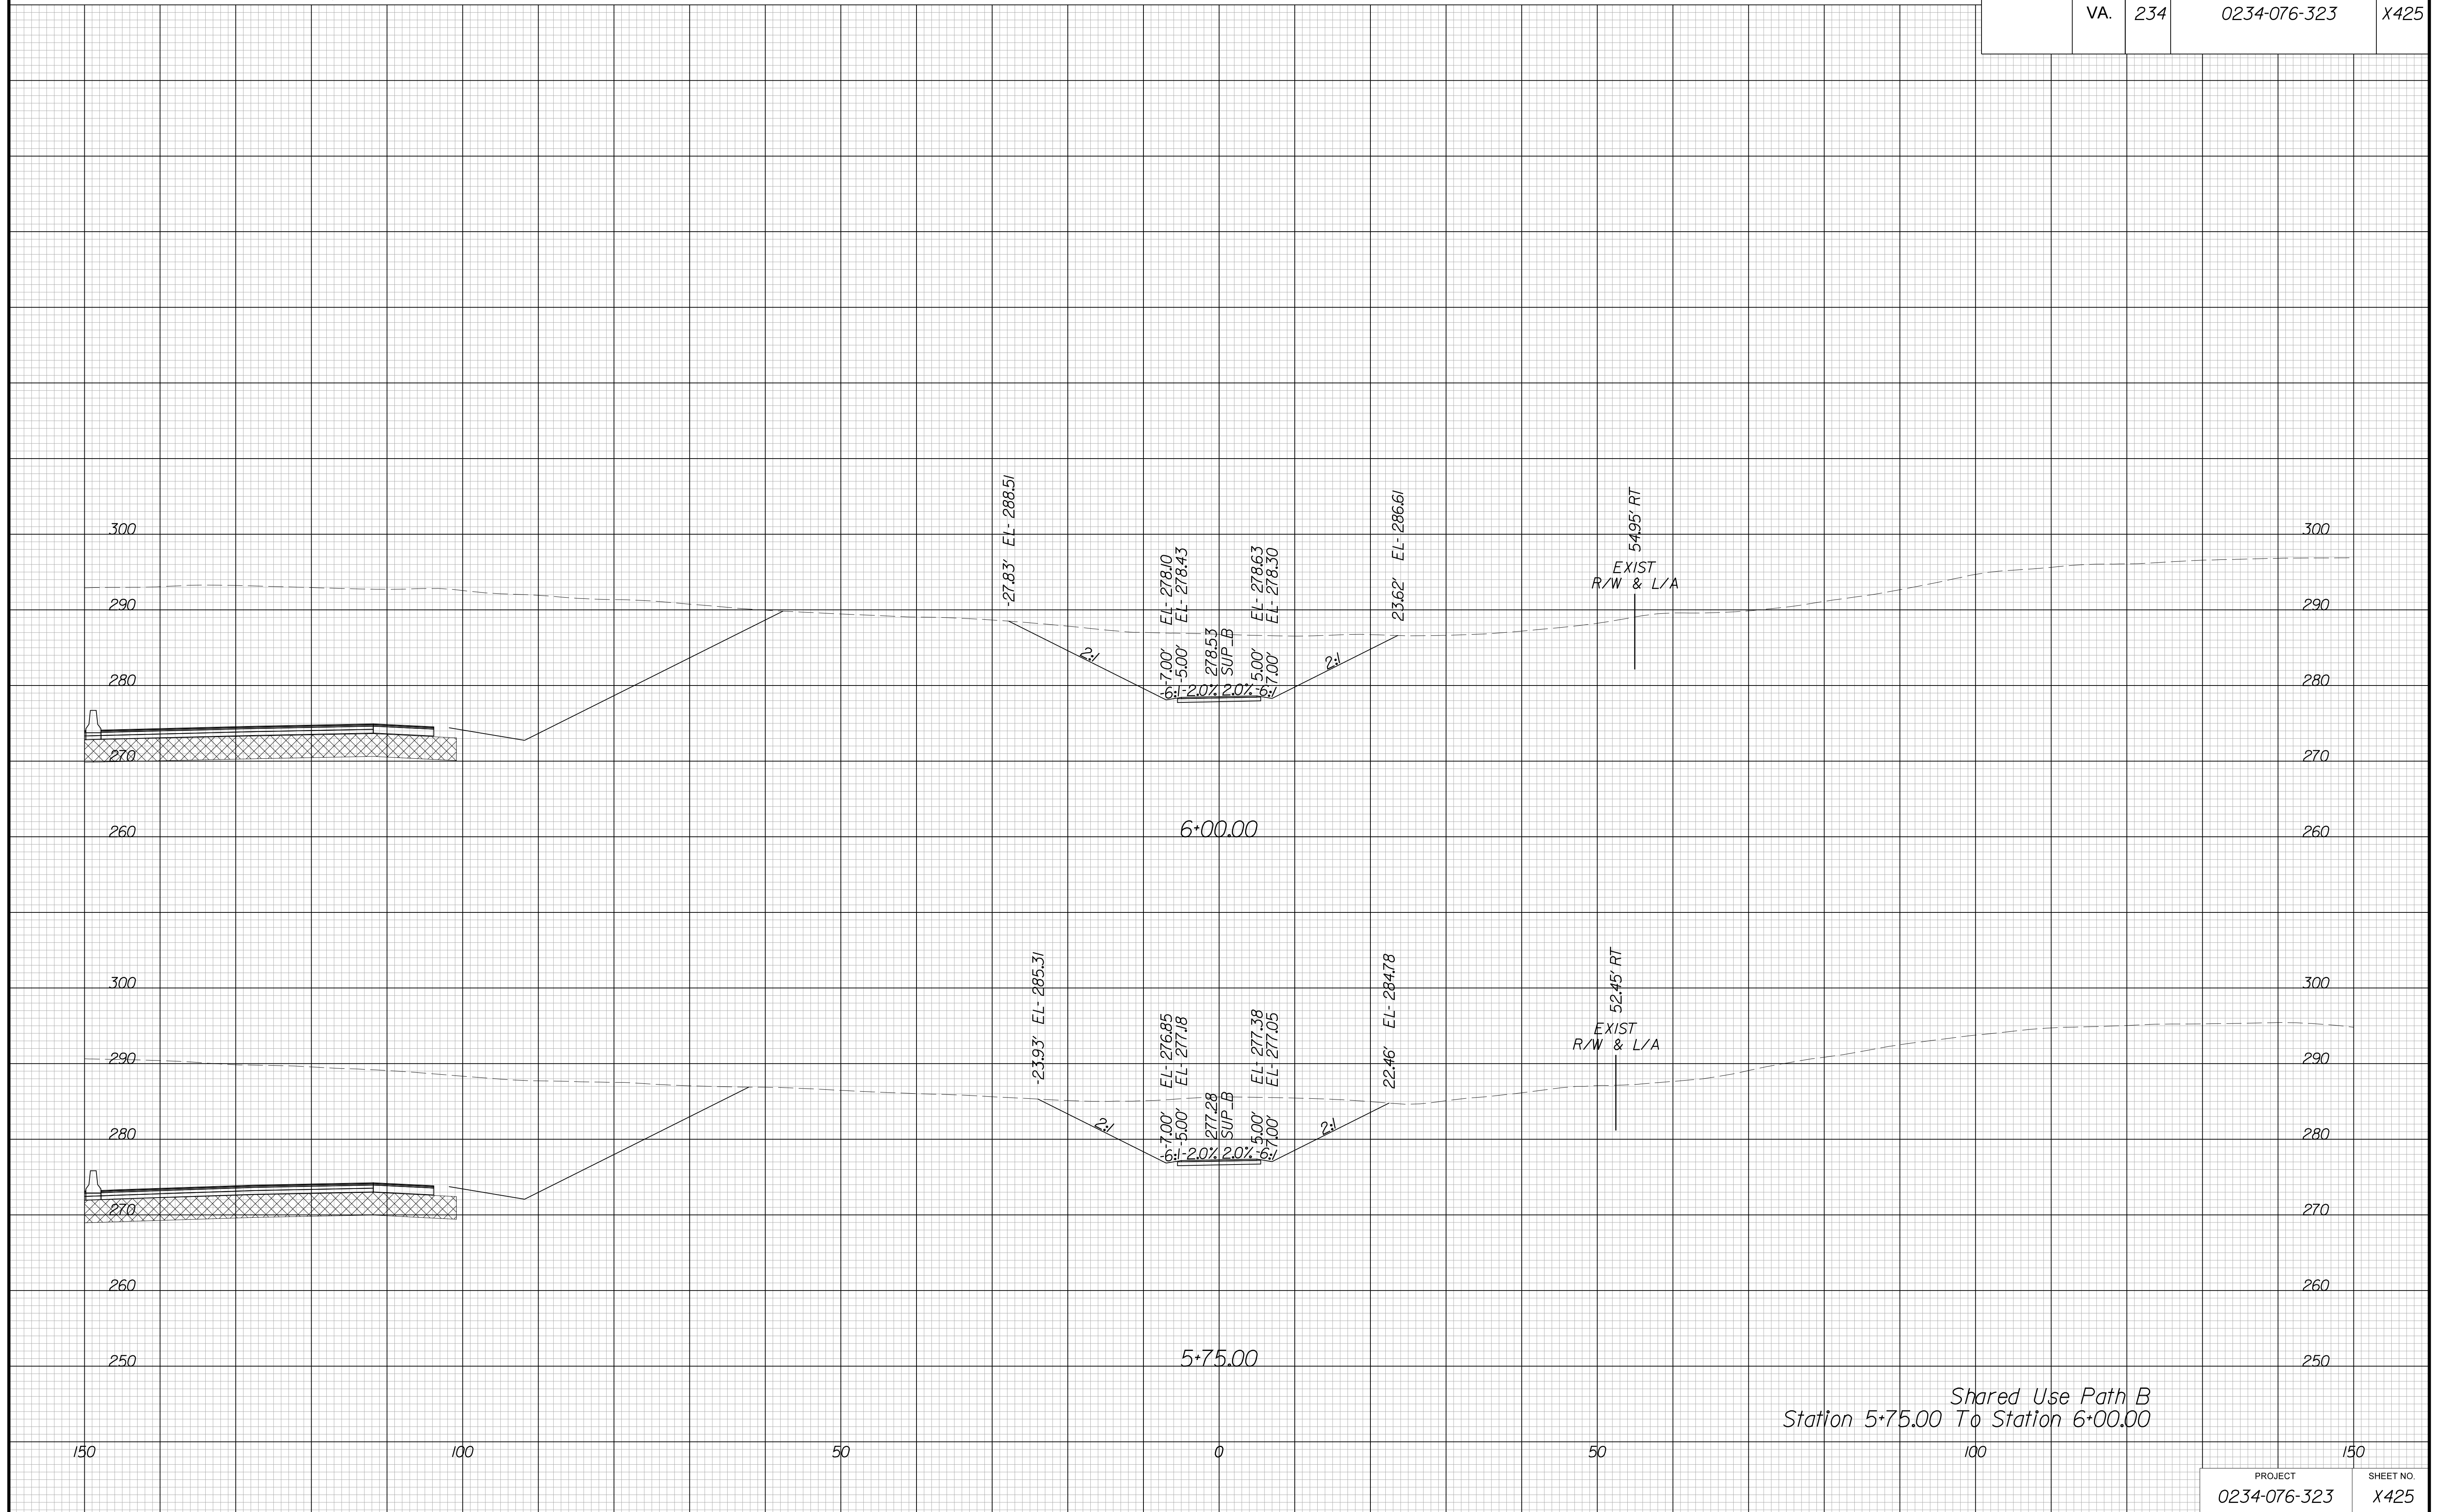 VA. 234 0234-076-323 X425
-27.83' EL- 288.51
-7.00' EL- 278.10
-5.00' EL- 278.43
278.53
SUP_B
5.00' EL- 278.63
7.00' EL- 278.30
23.62' EL- 286.61
54.95' RT
EXIST
R/W & L/A
300 300
290 290
2:1 2:1
280 280
-6:1 -2.0% 2.0% -6:1
270 270
260 260
6+00.00
-23.93' EL- 285.31
-7.00' EL- 276.85
-5.00' EL- 277.18
277.28
SUP_B
5.00' EL- 277.38
7.00' EL- 277.05
22.46' EL- 284.78
52.45' RT
EXIST
R/W & L/A
300 300
290 290
2:1 2:1
280 280
-6:1 -2.0% 2.0% -6:1
270 270
260 260
250 250
5+75.00
Shared Use Path B
Station 5+75.00 To Station 6+00.00
150 100 50 0 50 100 150
PROJECT SHEET NO.
0234-076-323 X425